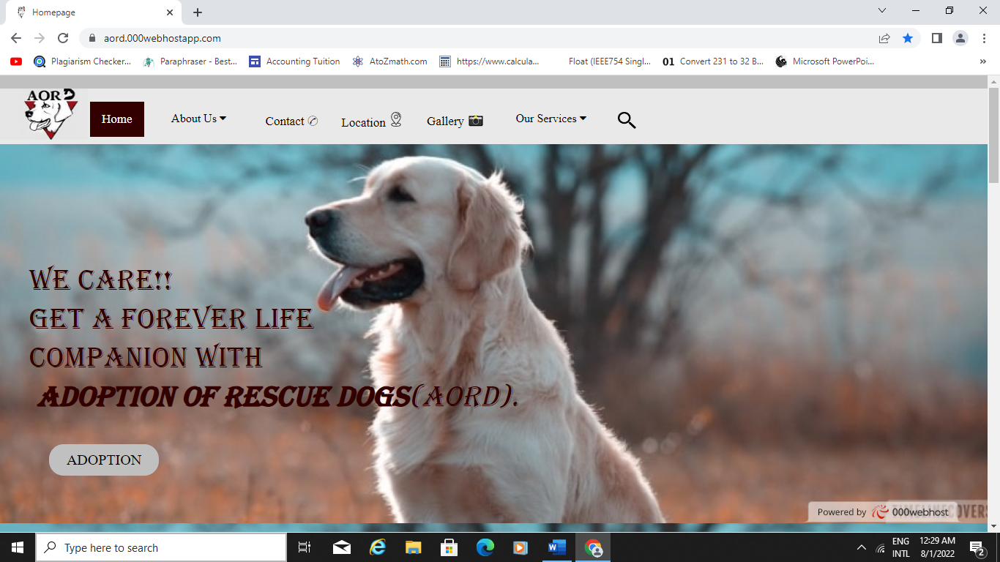 Homepage
aord.000webhostapp.com
Plagiarism Checker... Paraphraser - Best... Accounting Tuition AtoZmath.com https://www.calcula... Float (IEEE754 Singl... 01 Convert 231 to 32 B... Microsoft PowerPoi... »
AORD
Home About Us Contact Location Gallery Our Services
WE CARE!!
GET A FOREVER LIFE
COMPANION WITH
ADOPTION OF RESCUE DOGS(AORD).
ADOPTION
Powered by 000webhost
Type here to search
ENG 12:29 AM
INTL 8/1/2022
2